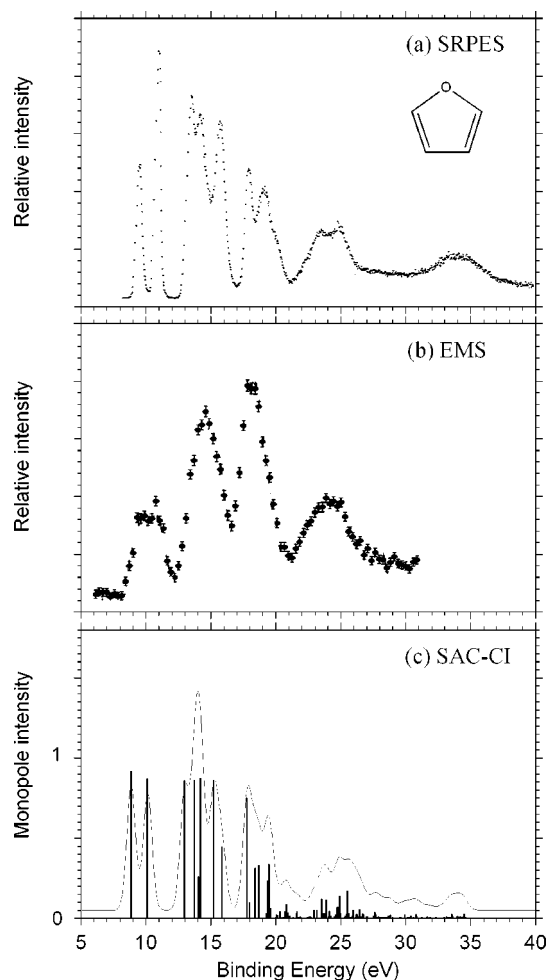 (a) SRPES
O
Relative intensity
(b) EMS
Relative intensity
(c) SAC-CI
1
Monopole intensity
0
5 10 15 20 25 30 35 40
Binding Energy (eV)